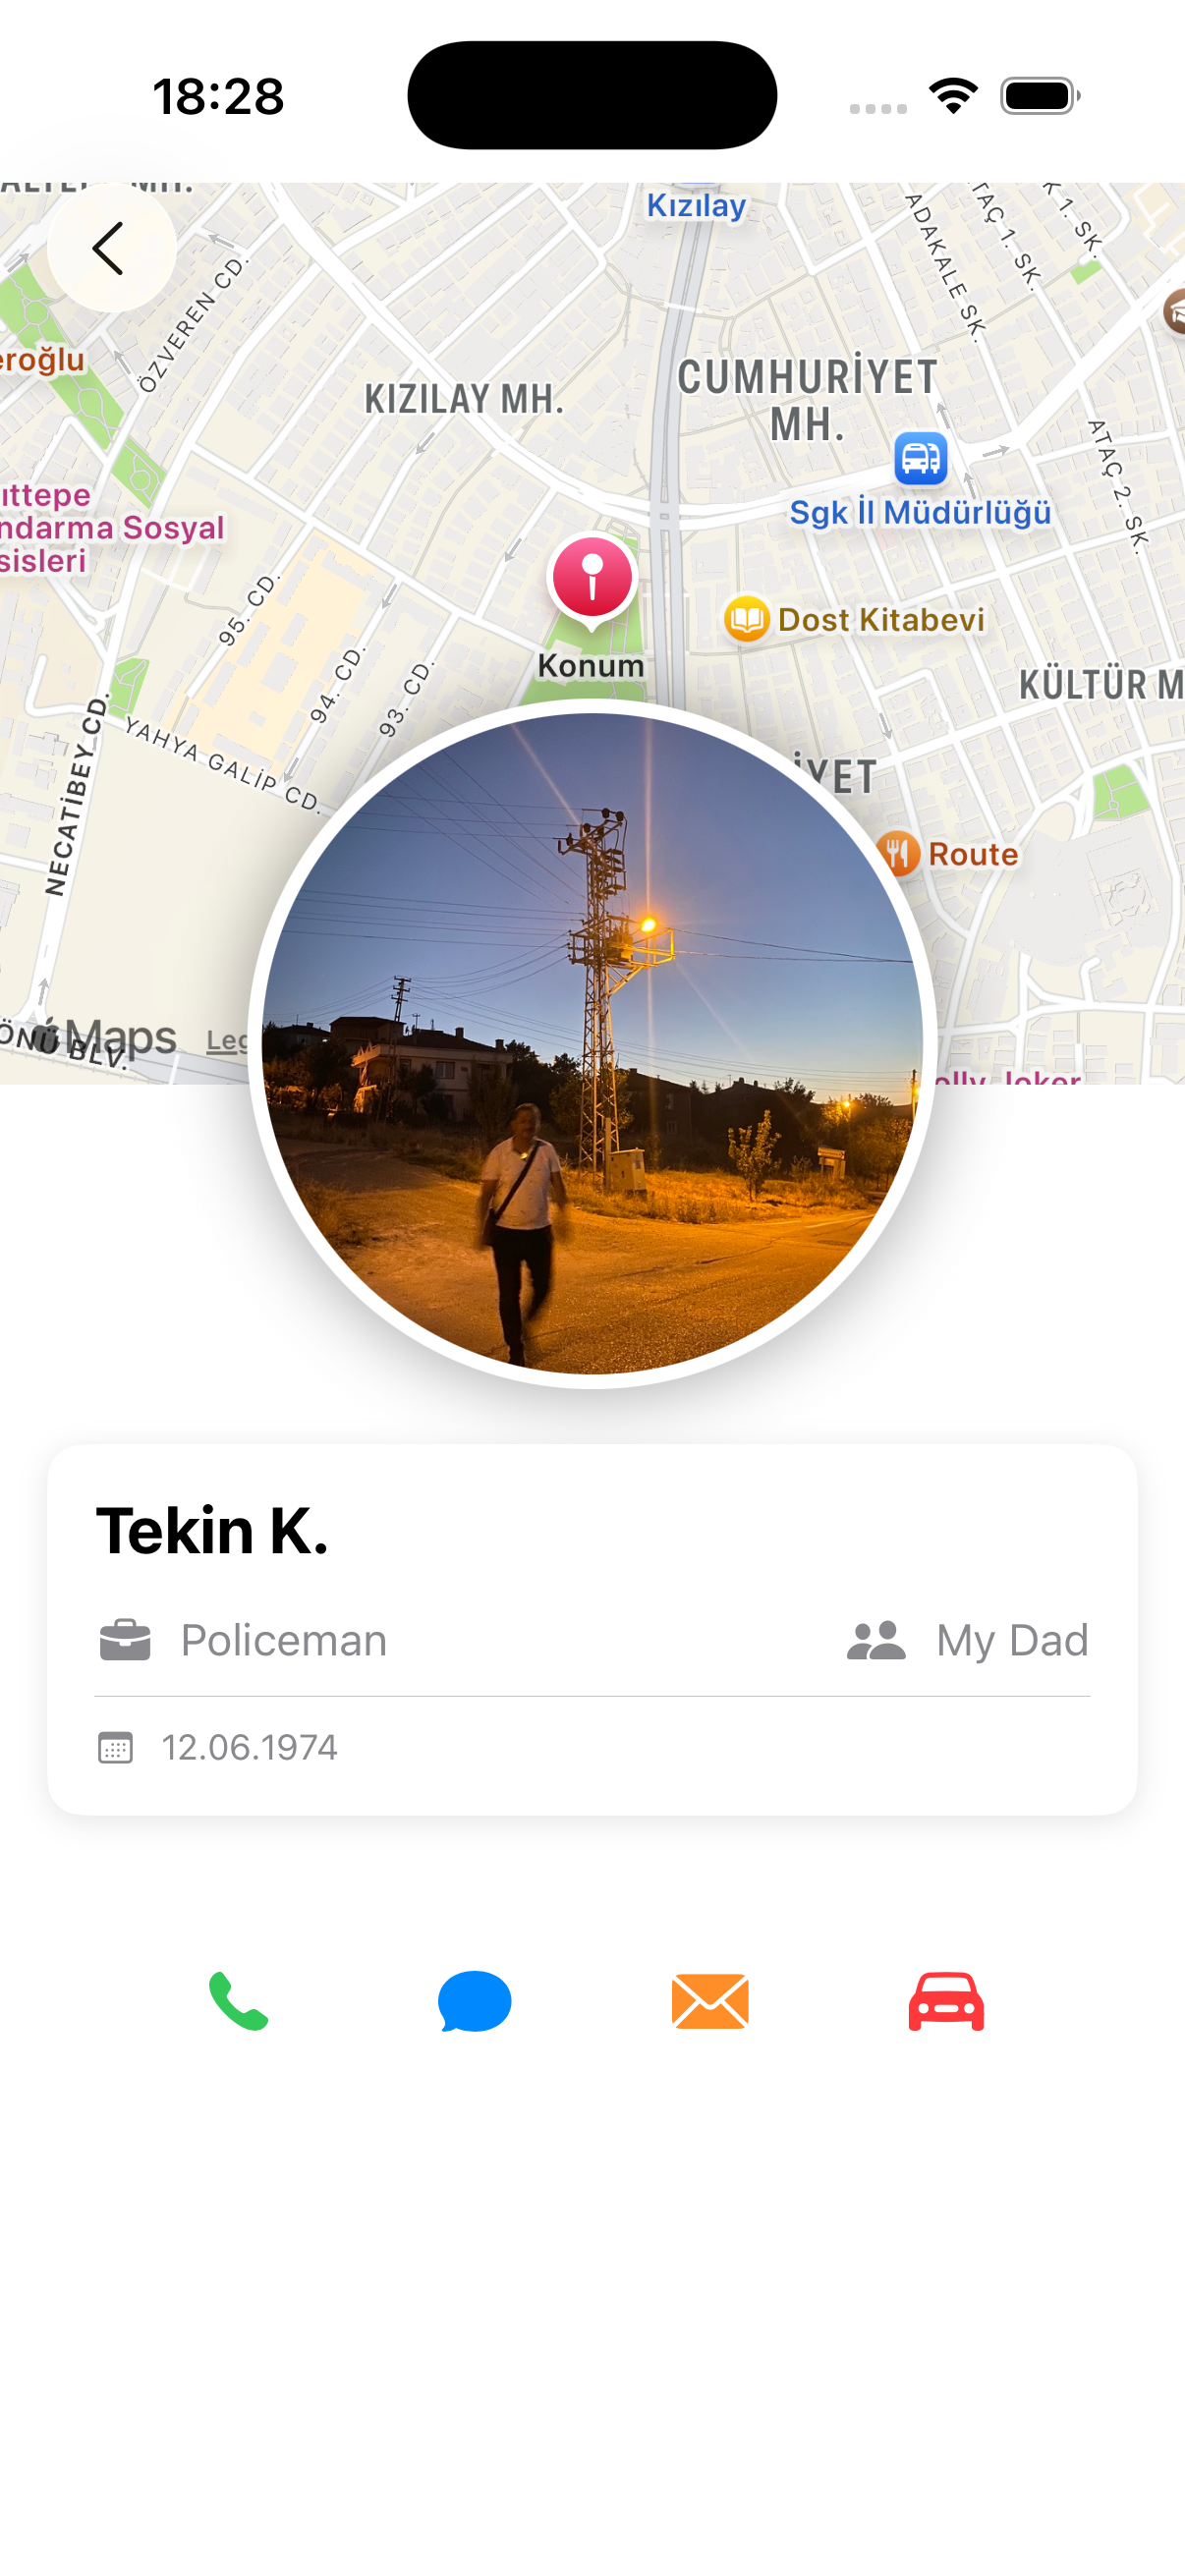 18:28
Kızılay
ADAKALE SK.
ATAÇ 1. SK.
K 1. SK.
ÖZVEREN CD.
eroğlu
KIZILAY MH.
CUMHURİYET
MH.
Sgk İl Müdürlüğü
ATAÇ 2. SK.
ıttepe
ndarma Sosyal
sisleri
95. CD.
94. CD.
93. CD.
Konum
Dost Kitabevi
KÜLTÜR M
NECATİBEY CD.
YAHYA GALİP CD.
İYET
Route
Maps
Leg
ÖNÜ BLV.
olly Joker
Tekin K.
Policeman
My Dad
12.06.1974